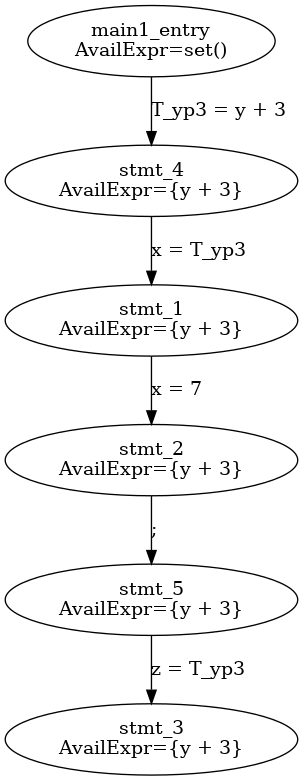 main1_entry
AvailExpr=set()
T_yp3 = y + 3
stmt_4
AvailExpr={y + 3}
x = T_yp3
stmt_1
AvailExpr={y + 3}
x = 7
stmt_2
AvailExpr={y + 3}
;
stmt_5
AvailExpr={y + 3}
z = T_yp3
stmt_3
AvailExpr={y + 3}